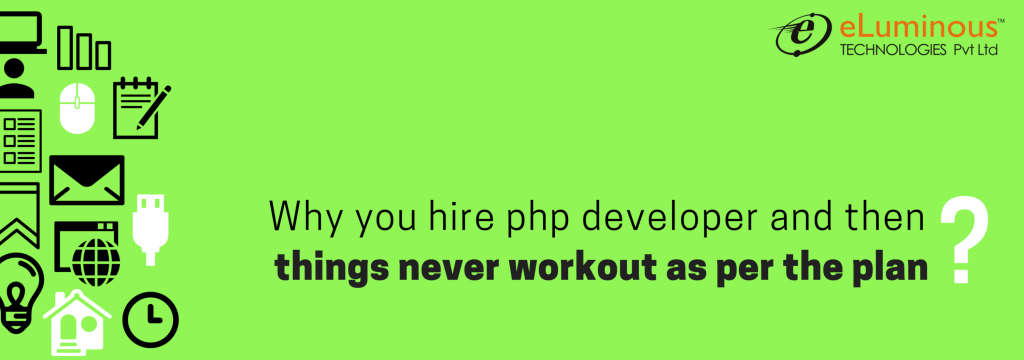 eLuminous™
TECHNOLOGIES Pvt Ltd
Why you hire php developer and then
things never workout as per the plan ?